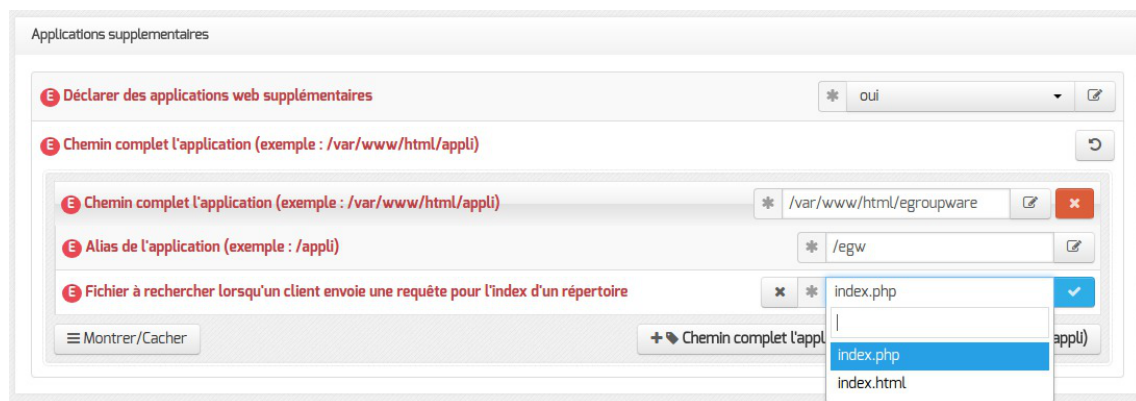 Applications supplementaires
E Déclarer des applications web supplémentaires * oui
E Chemin complet l'application (exemple : /var/www/html/appli)
E Chemin complet l'application (exemple : /var/www/html/appli) * /var/www/html/egroupware
E Alias de l'application (exemple : /appli) * /egw
E Fichier à rechercher lorsqu'un client envoie une requête pour l'index d'un répertoire * index.php
Montrer/Cacher + Chemin complet l'appl appli)
index.php
index.html